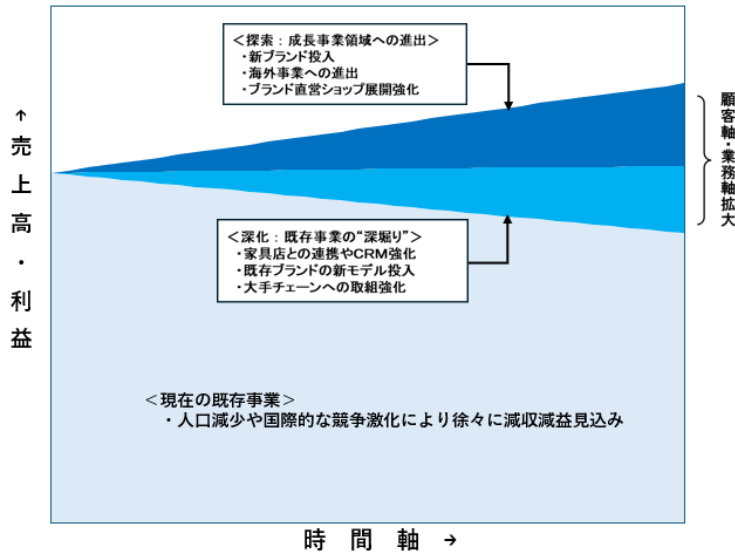 ＜探索：成長事業領域への進出＞
・新ブランド投入
・海外事業への進出
・ブランド直営ショップ展開強化
↑売上高・利益
顧客軸・業務軸拡大
＜深化：既存事業の“深堀り”＞
・家具店との連携やCRM強化
・既存ブランドの新モデル投入
・大手チェーンへの取組強化
＜現在の既存事業＞
・人口減少や国際的な競争激化により徐々に減収減益見込み
時間軸→